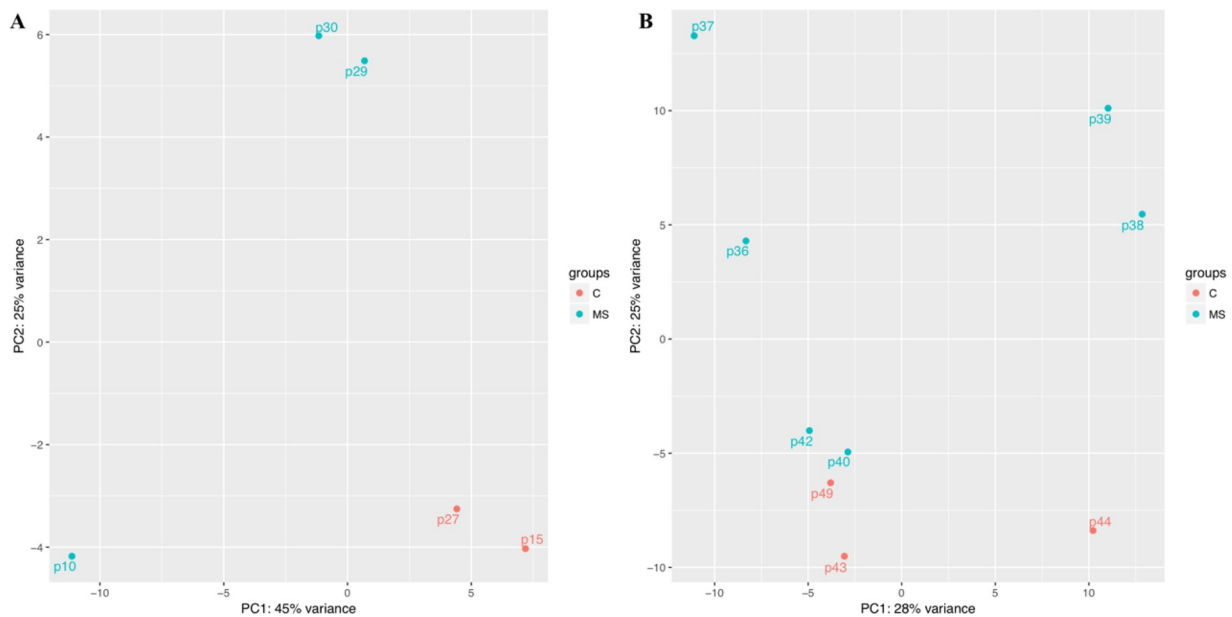 A
6
4
2
0
−2
−4
−10
−5
0
5
PC2: 25% variance
PC1: 45% variance
p30
p29
p27
p15
p10
groups
C
MS
B
10
5
0
−5
−10
−10
−5
0
5
10
PC2: 25% variance
PC1: 28% variance
p37
p39
p38
p36
p42
p40
p49
p44
p43
groups
C
MS